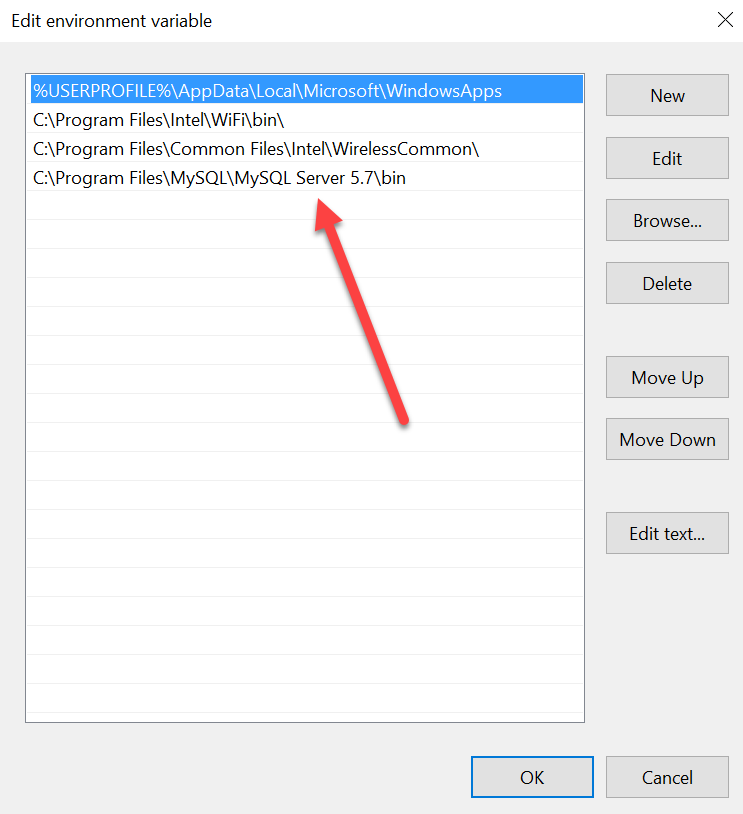 Edit environment variable
%USERPROFILE%\AppData\Local\Microsoft\WindowsApps
C:\Program Files\Intel\WiFi\bin\
C:\Program Files\Common Files\Intel\WirelessCommon\
C:\Program Files\MySQL\MySQL Server 5.7\bin
New
Edit
Browse...
Delete
Move Up
Move Down
Edit text...
OK
Cancel